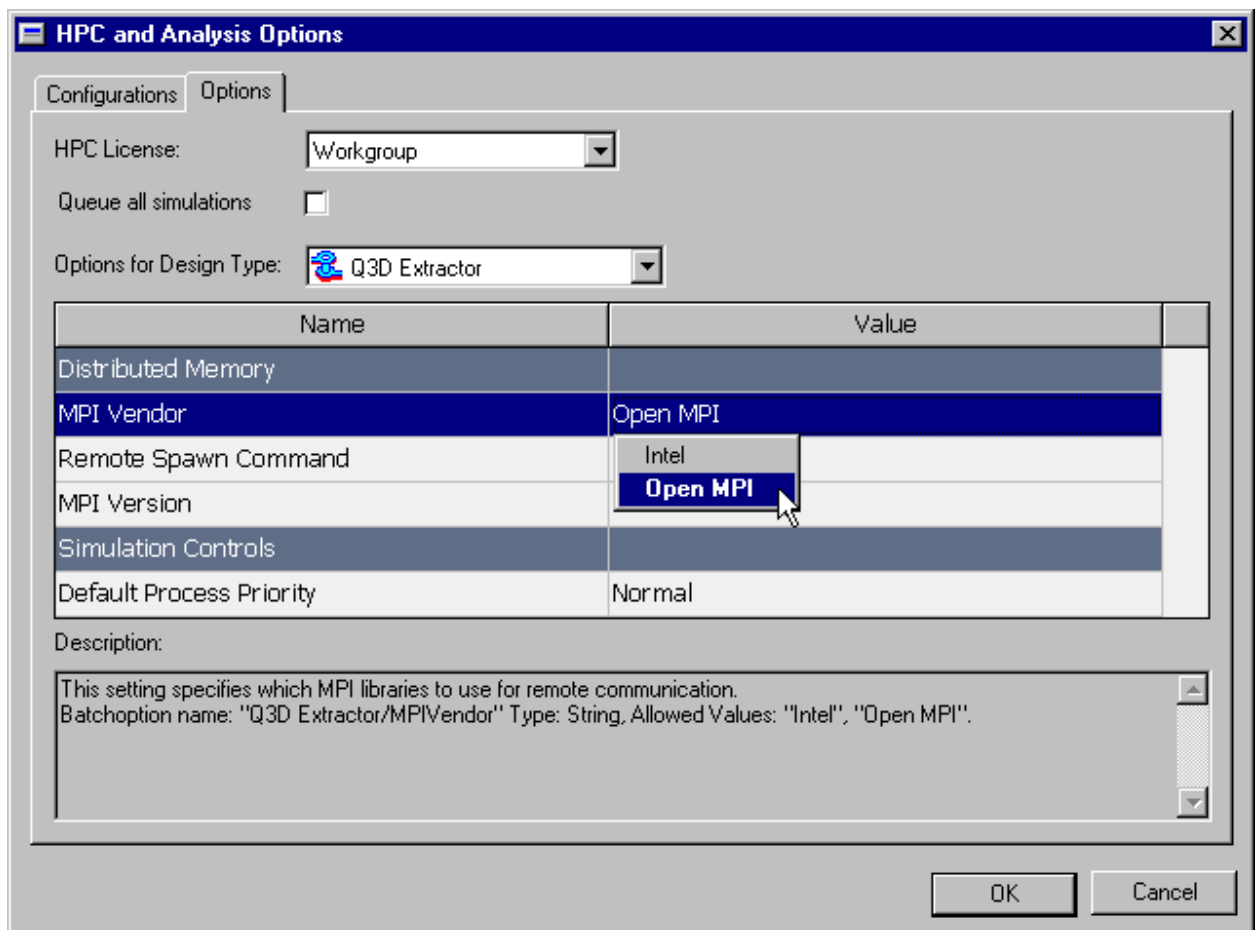 HPC and Analysis Options
Configurations Options
HPC License: Workgroup
Queue all simulations
Options for Design Type: Q3D Extractor
Name Value
Distributed Memory
MPI Vendor Open MPI
Remote Spawn Command Intel
Open MPI
MPI Version
Simulation Controls
Default Process Priority Normal
Description:
This setting specifies which MPI libraries to use for remote communication.
Batchoption name: "Q3D Extractor/MPIVendor" Type: String, Allowed Values: "Intel", "Open MPI".
OK Cancel